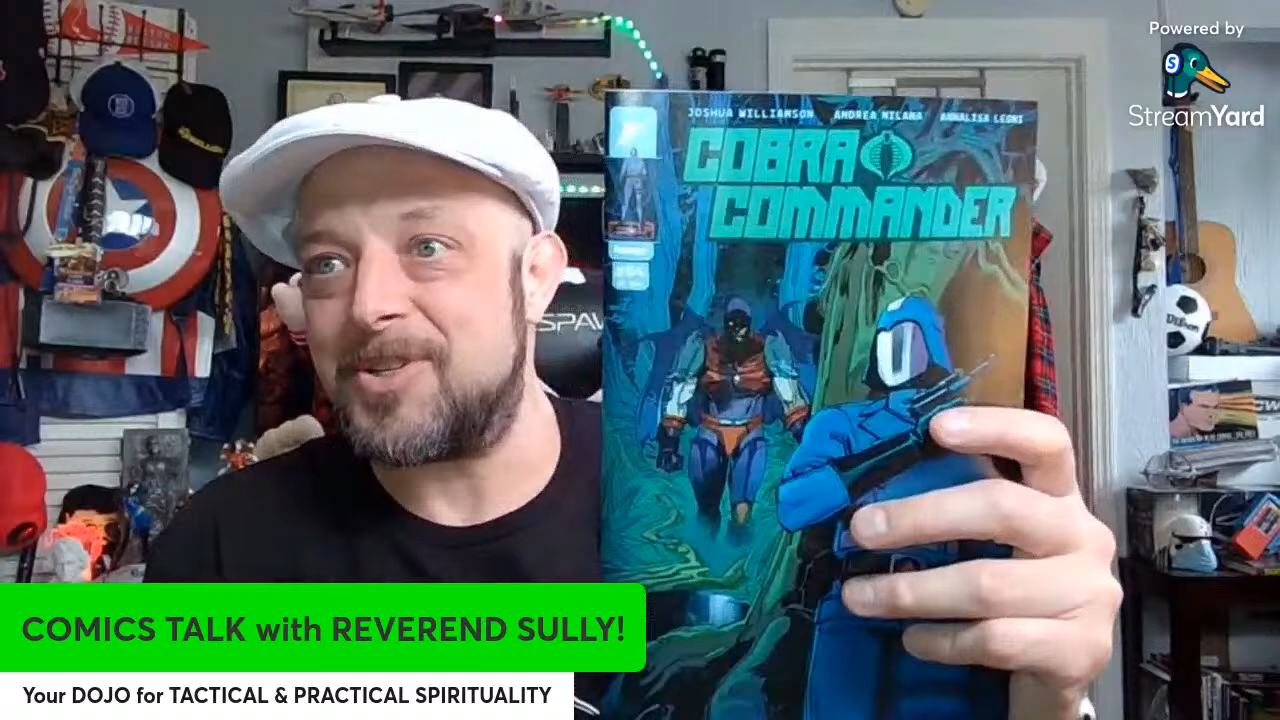 Powered by
StreamYard
JOSHUA WILLIAMSON ANDREA MILANA ANNALISA LEONI
COBRA
COMMANDER
SPAW
COMICS TALK with REVEREND SULLY!
Your DOJO for TACTICAL & PRACTICAL SPIRITUALITY